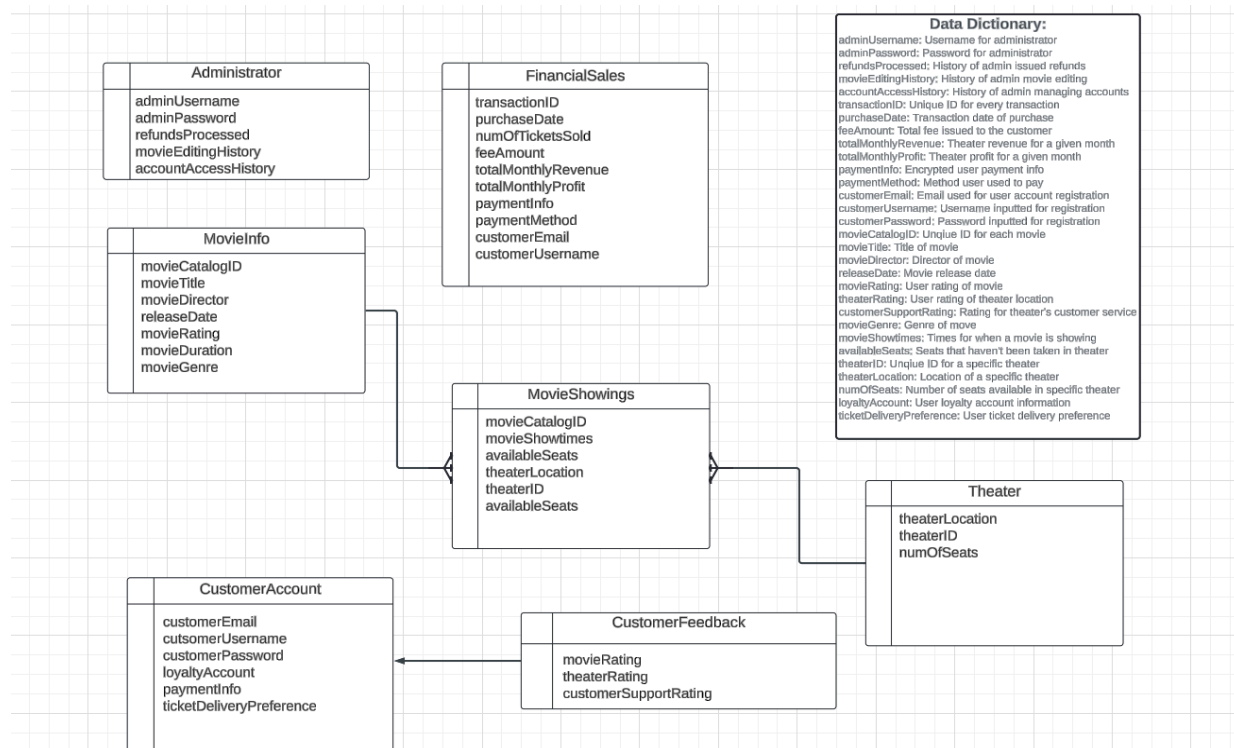 Administrator
adminUsername
adminPassword
refundsProcessed
movieEditingHistory
accountAccessHistory
FinancialSales
transactionID
purchaseDate
numOfTicketsSold
feeAmount
totalMonthlyRevenue
totalMonthlyProfit
paymentInfo
paymentMethod
customerEmail
customerUsername
Data Dictionary:
adminUsername: Username for administrator
adminPassword: Password for administrator
refundsProcessed: History of admin issued refunds
movieEditingHistory: History of admin movie editing
accountAccessHistory: History of admin managing accounts
transactionID: Unique ID for every transaction
purchaseDate: Transaction date of purchase
feeAmount: Total fee issued to the customer
totalMonthlyRevenue: Theater revenue for a given month
totalMonthlyProfit: Theater profit for a given month
paymentInfo: Encrypted user payment info
paymentMethod: Method user used to pay
customerEmail: Email used for user account registration
customerUsername: Username inputted for registration
customerPassword: Password inputted for registration
movieCatalogID: Unqiue ID for each movie
movieTitle: Title of movie
movieDirector: Director of movie
releaseDate: Movie release date
movieRating: User rating of movie
theaterRating: User rating of theater location
customerSupportRating: Rating for theater's customer service
movieGenre: Genre of move
movieShowtimes: Times for when a movie is showing
availableSeats: Seats that haven't been taken in theater
theaterID: Unqiue ID for a specific theater
theaterLocation: Location of a specific theater
numOfSeats: Number of seats available in specific theater
loyaltyAccount: User loyalty account information
ticketDeliveryPreference: User ticket delivery preference
MovieInfo
movieCatalogID
movieTitle
movieDirector
releaseDate
movieRating
movieDuration
movieGenre
MovieShowings
movieCatalogID
movieShowtimes
availableSeats
theaterLocation
theaterID
availableSeats
Theater
theaterLocation
theaterID
numOfSeats
CustomerAccount
customerEmail
cutsomerUsername
customerPassword
loyaltyAccount
paymentInfo
ticketDeliveryPreference
CustomerFeedback
movieRating
theaterRating
customerSupportRating